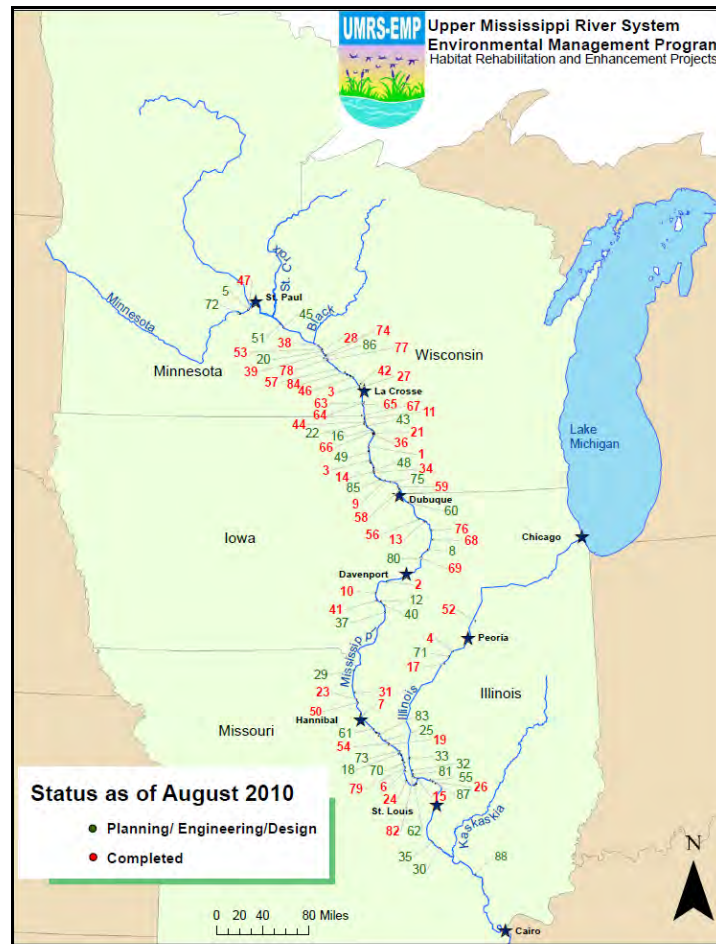 UMRS-EMP
Upper Mississippi River System
Environmental Management Program
Habitat Rehabilitation and Enhancement Projects
47
5
St. Paul
72
St. Croix
Minnesota
45
Black
51
38
28
74
86
77
53
20
Wisconsin
Minnesota
39
78
57
84
46
3
42
27
La Crosse
63
65
67
64
11
44
43
22
16
21
66
36
1
49
48
34
3
14
75
85
59
9
Dubuque
58
60
Lake
Michigan
56
76
13
68
Chicago
Iowa
8
80
69
Davenport
2
10
12
52
41
40
37
4
Peoria
71
17
Mississip p
29
23
31
7
Illinois
Illinois
50
Hannibal
Missouri
83
25
61
19
54
33
32
73
81
55
18
70
26
79
6
15
87
24
St. Louis
82
62
Kaskaskia
35
30
88
Cairo
Status as of August 2010
Planning/ Engineering/Design
Completed
N
0 20 40 80 Miles